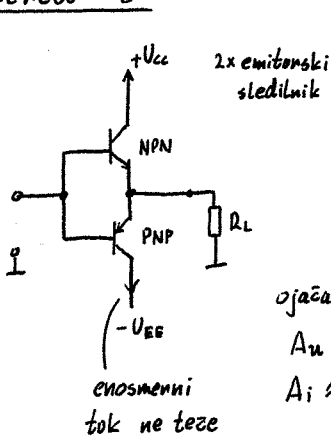 +Ucc
2x emitorski
sledilnik
NPN
PNP
RL
-UEE
ojača
Au
Ai
enosmerni
tok ne teče